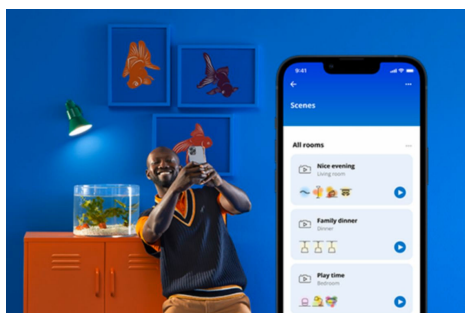 9:41
Scenes
All rooms
Nice evening
Living room
Family dinner
Dinner
Play time
Bedroom